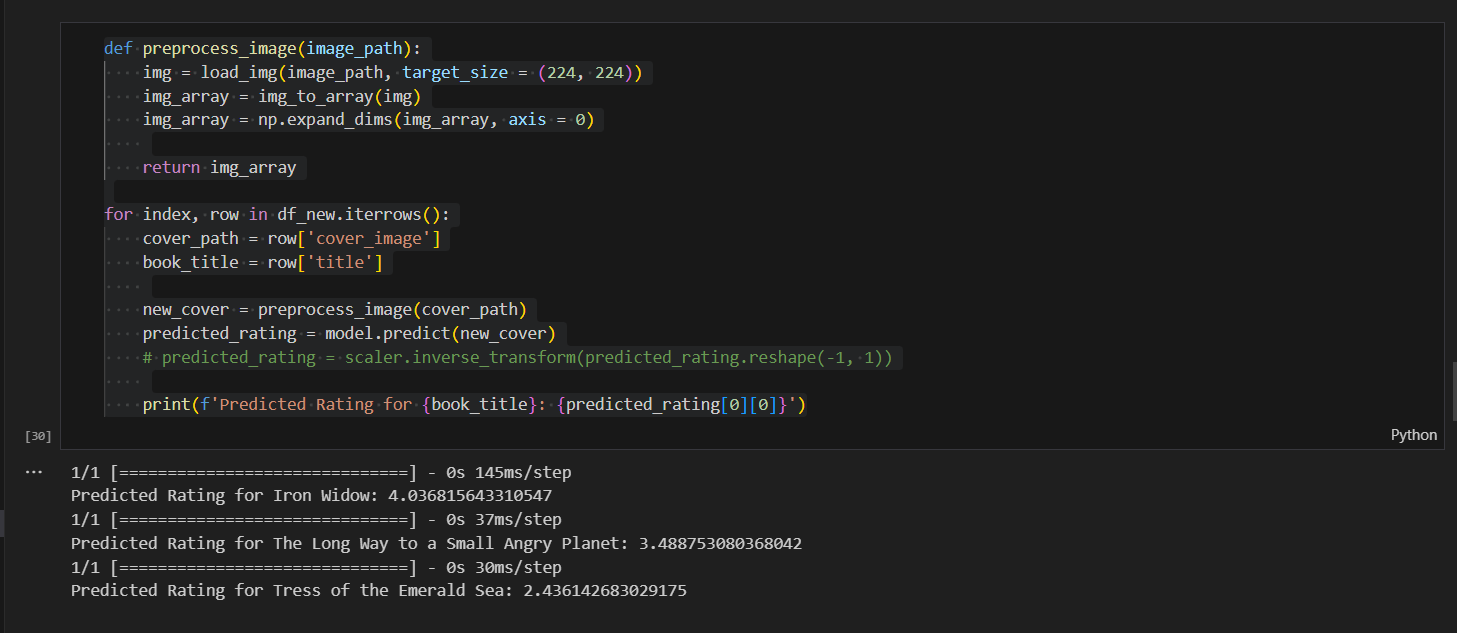 def preprocess_image(image_path):
    img = load_img(image_path, target_size = (224, 224))
    img_array = img_to_array(img)
    img_array = np.expand_dims(img_array, axis = 0)
    return img_array
for index, row in df_new.iterrows():
    cover_path = row['cover_image']
    book_title = row['title']
    new_cover = preprocess_image(cover_path)
    predicted_rating = model.predict(new_cover)
    # predicted_rating = scaler.inverse_transform(predicted_rating.reshape(-1, 1))
    print(f'Predicted Rating for {book_title}: {predicted_rating[0][0]}')
[30]
Python
...
1/1 [==============================] - 0s 145ms/step
Predicted Rating for Iron Widow: 4.036815643310547
1/1 [==============================] - 0s 37ms/step
Predicted Rating for The Long Way to a Small Angry Planet: 3.488753080368042
1/1 [==============================] - 0s 30ms/step
Predicted Rating for Tress of the Emerald Sea: 2.436142683029175